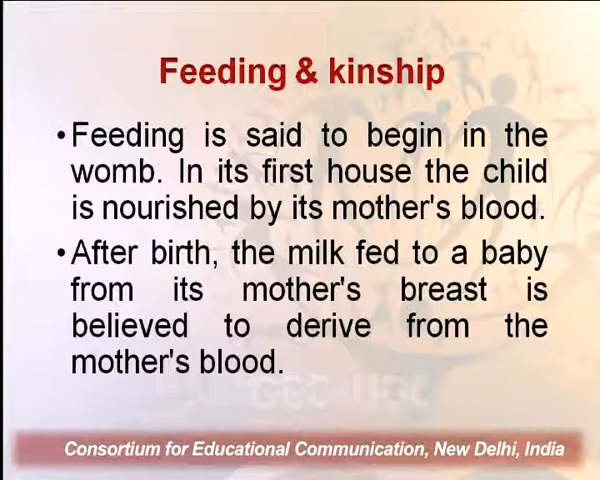 Feeding & kinship
•Feeding is said to begin in the
womb. In its first house the child
is nourished by its mother's blood.
•After birth, the milk fed to a baby
from its mother's breast is
believed to derive from the
mother's blood.
Consortium for Educational Communication, New Delhi, India